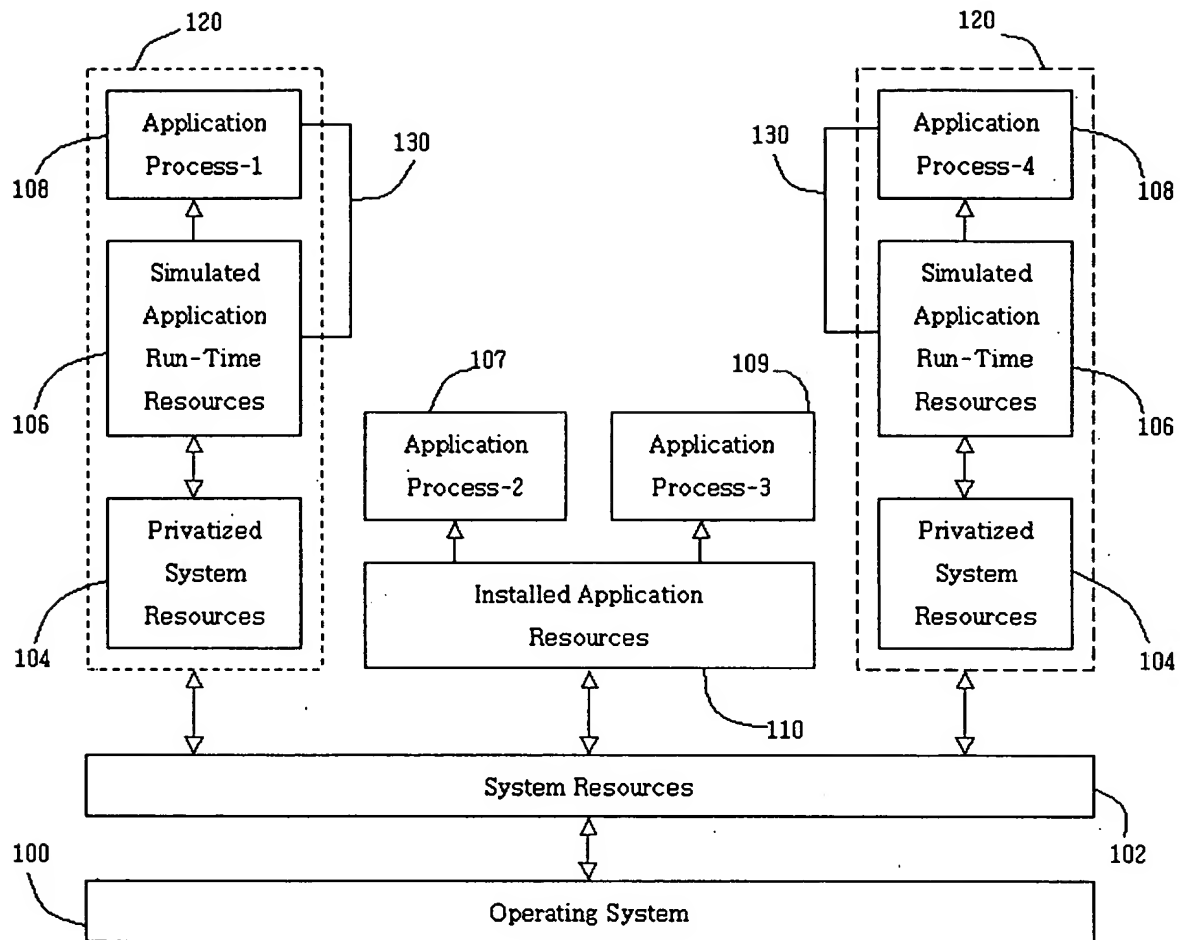 120
120
Application
Process-1
130
108
Application
Process-4
130
108
Simulated
Application
Run-Time
Resources
106
Simulated
Application
Run-Time
Resources
106
107
109
Application
Process-2
Application
Process-3
Privatized
System
Resources
104
Installed Application
Resources
110
Privatized
System
Resources
104
System Resources
102
100
Operating System